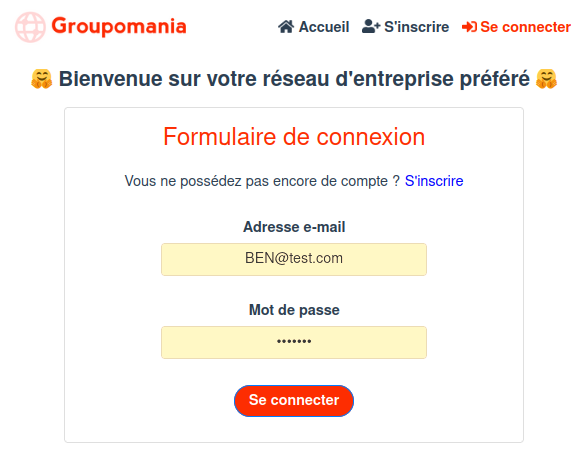 Groupomania
Accueil S'inscrire Se connecter
🤗 Bienvenue sur votre réseau d'entreprise préféré 🤗
Formulaire de connexion
Vous ne possédez pas encore de compte ? S'inscrire
Adresse e-mail
BEN@test.com
Mot de passe
•••••••
Se connecter